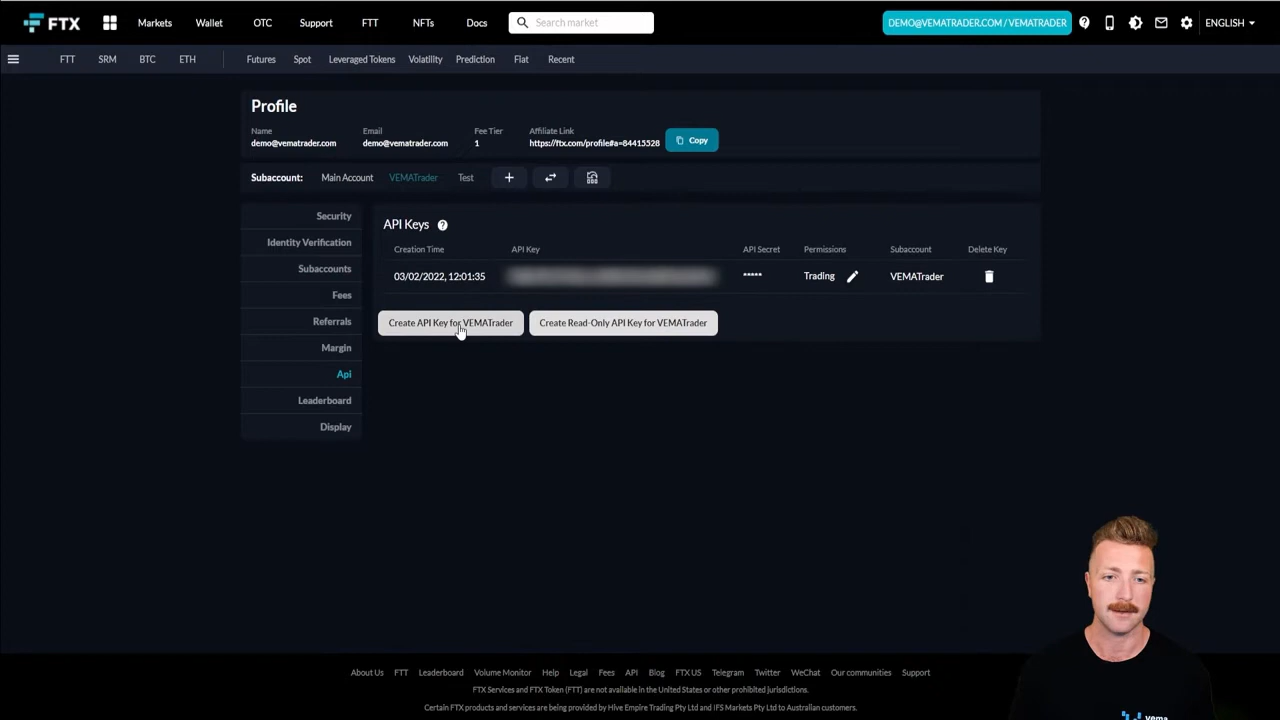 FTX Markets Wallet OTC Support FTT NFTs Docs Search market DEMO@VEMATRADER.COM / VEMATRADER ENGLISH
FTT SRM BTC ETH Futures Spot Leveraged Tokens Volatility Prediction Fiat Recent
Profile
Name Email Fee Tier Affiliate Link
demo@vematrader.com demo@vematrader.com 1 https://ftx.com/profile#a=84415528 Copy
Subaccount: Main Account VEMATrader Test
Security
Identity Verification
Subaccounts
Fees
Referrals
Margin
Api
Leaderboard
Display
API Keys
Creation Time API Key API Secret Permissions Subaccount Delete Key
03/02/2022, 12:01:35 ***** Trading VEMATrader
Create API Key for VEMATrader Create Read-Only API Key for VEMATrader
About Us FTT Leaderboard Volume Monitor Help Legal Fees API Blog FTX US Telegram Twitter WeChat Our communities Support
FTX Services and FTX Token (FTT) are not available in the United States or other prohibited jurisdictions.
Certain FTX products and services are being provided by Hive Empire Trading Pty Ltd and IFS Markets Pty Ltd to Australian customers.
vema